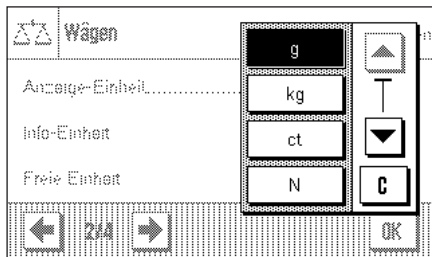 Wägen
g
Anzeige-Einheit
kg
Info-Einheit
ct
Freie Einheit
N
C
2/4
OK